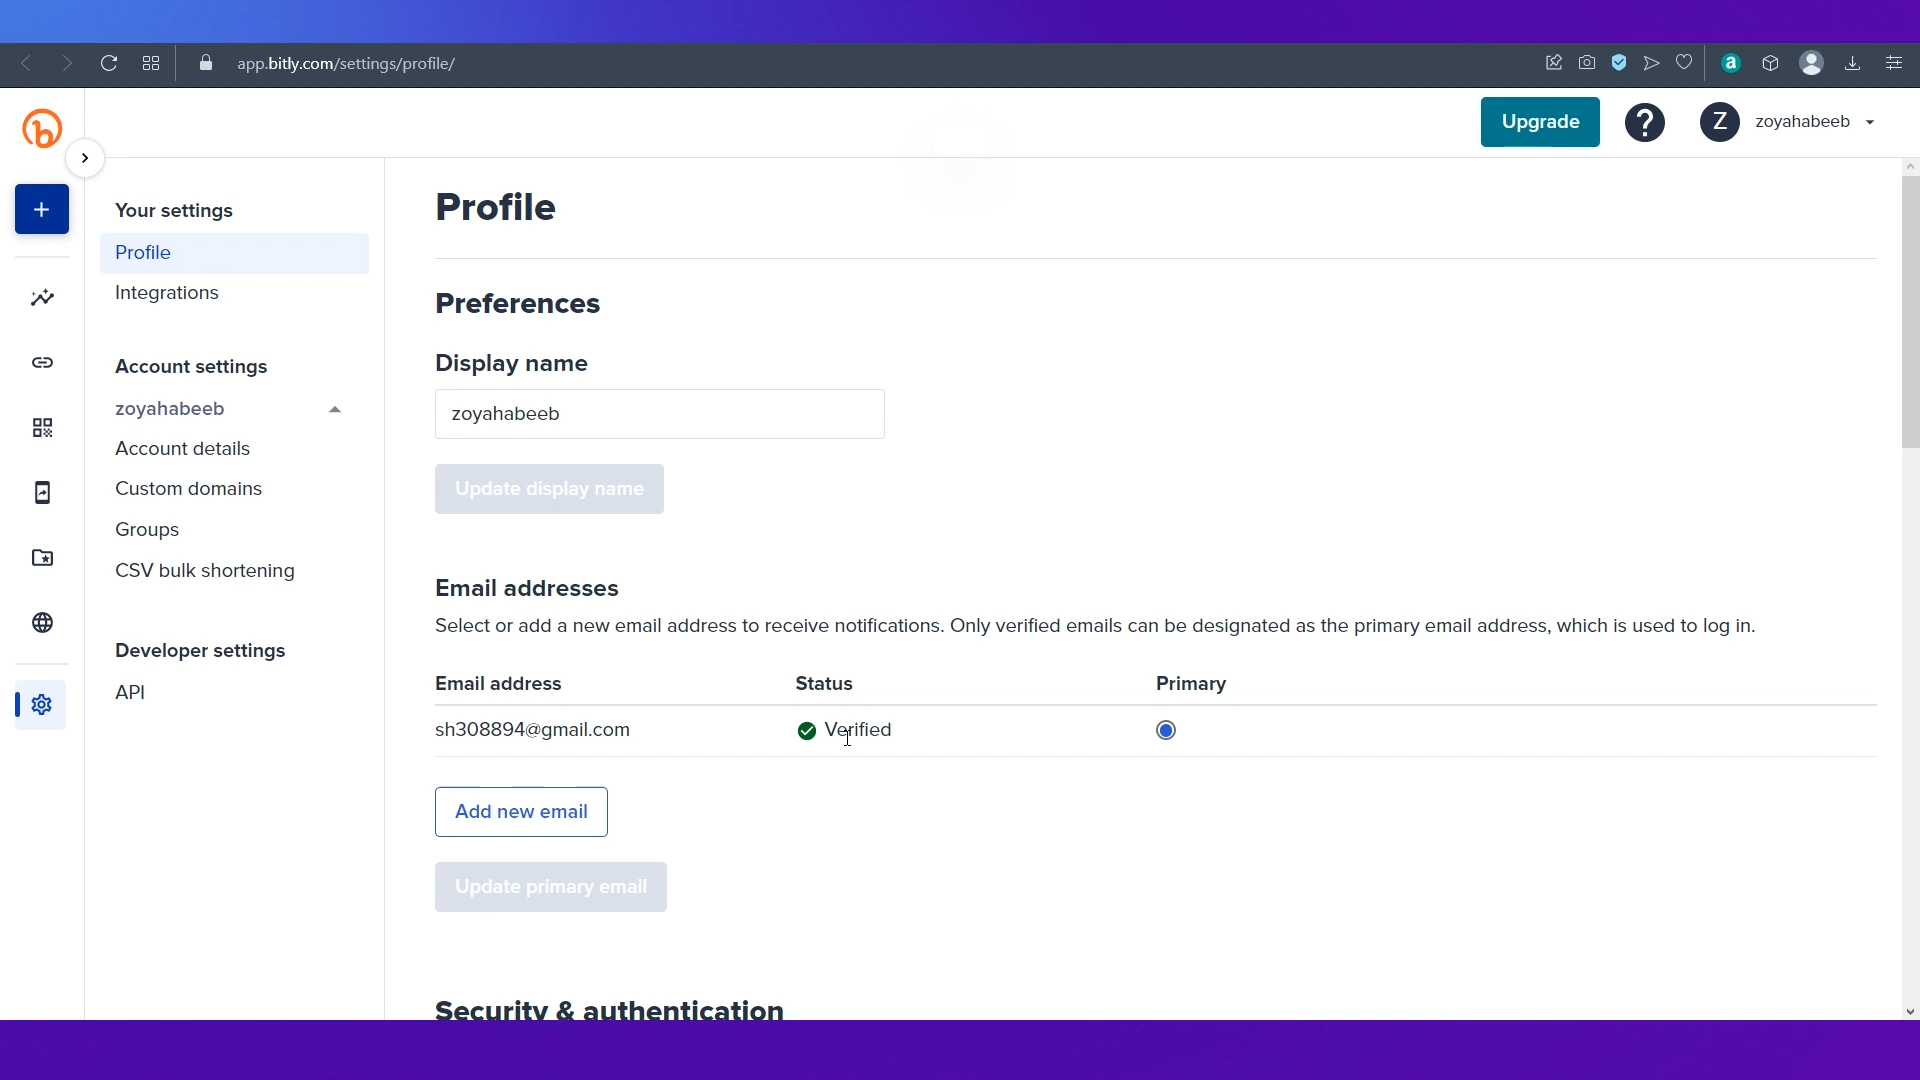 app.bitly.com/settings/profile/
a
b
Upgrade
?
Z
zoyahabeeb
+
Your settings
Profile
Integrations
Account settings
zoyahabeeb
Account details
Custom domains
Groups
CSV bulk shortening
Developer settings
API
Profile
Preferences
Display name
zoyahabeeb
Update display name
Email addresses
Select or add a new email address to receive notifications. Only verified emails can be designated as the primary email address, which is used to log in.
Email address Status Primary
sh308894@gmail.com Verified
Add new email
Update primary email
Security & authentication